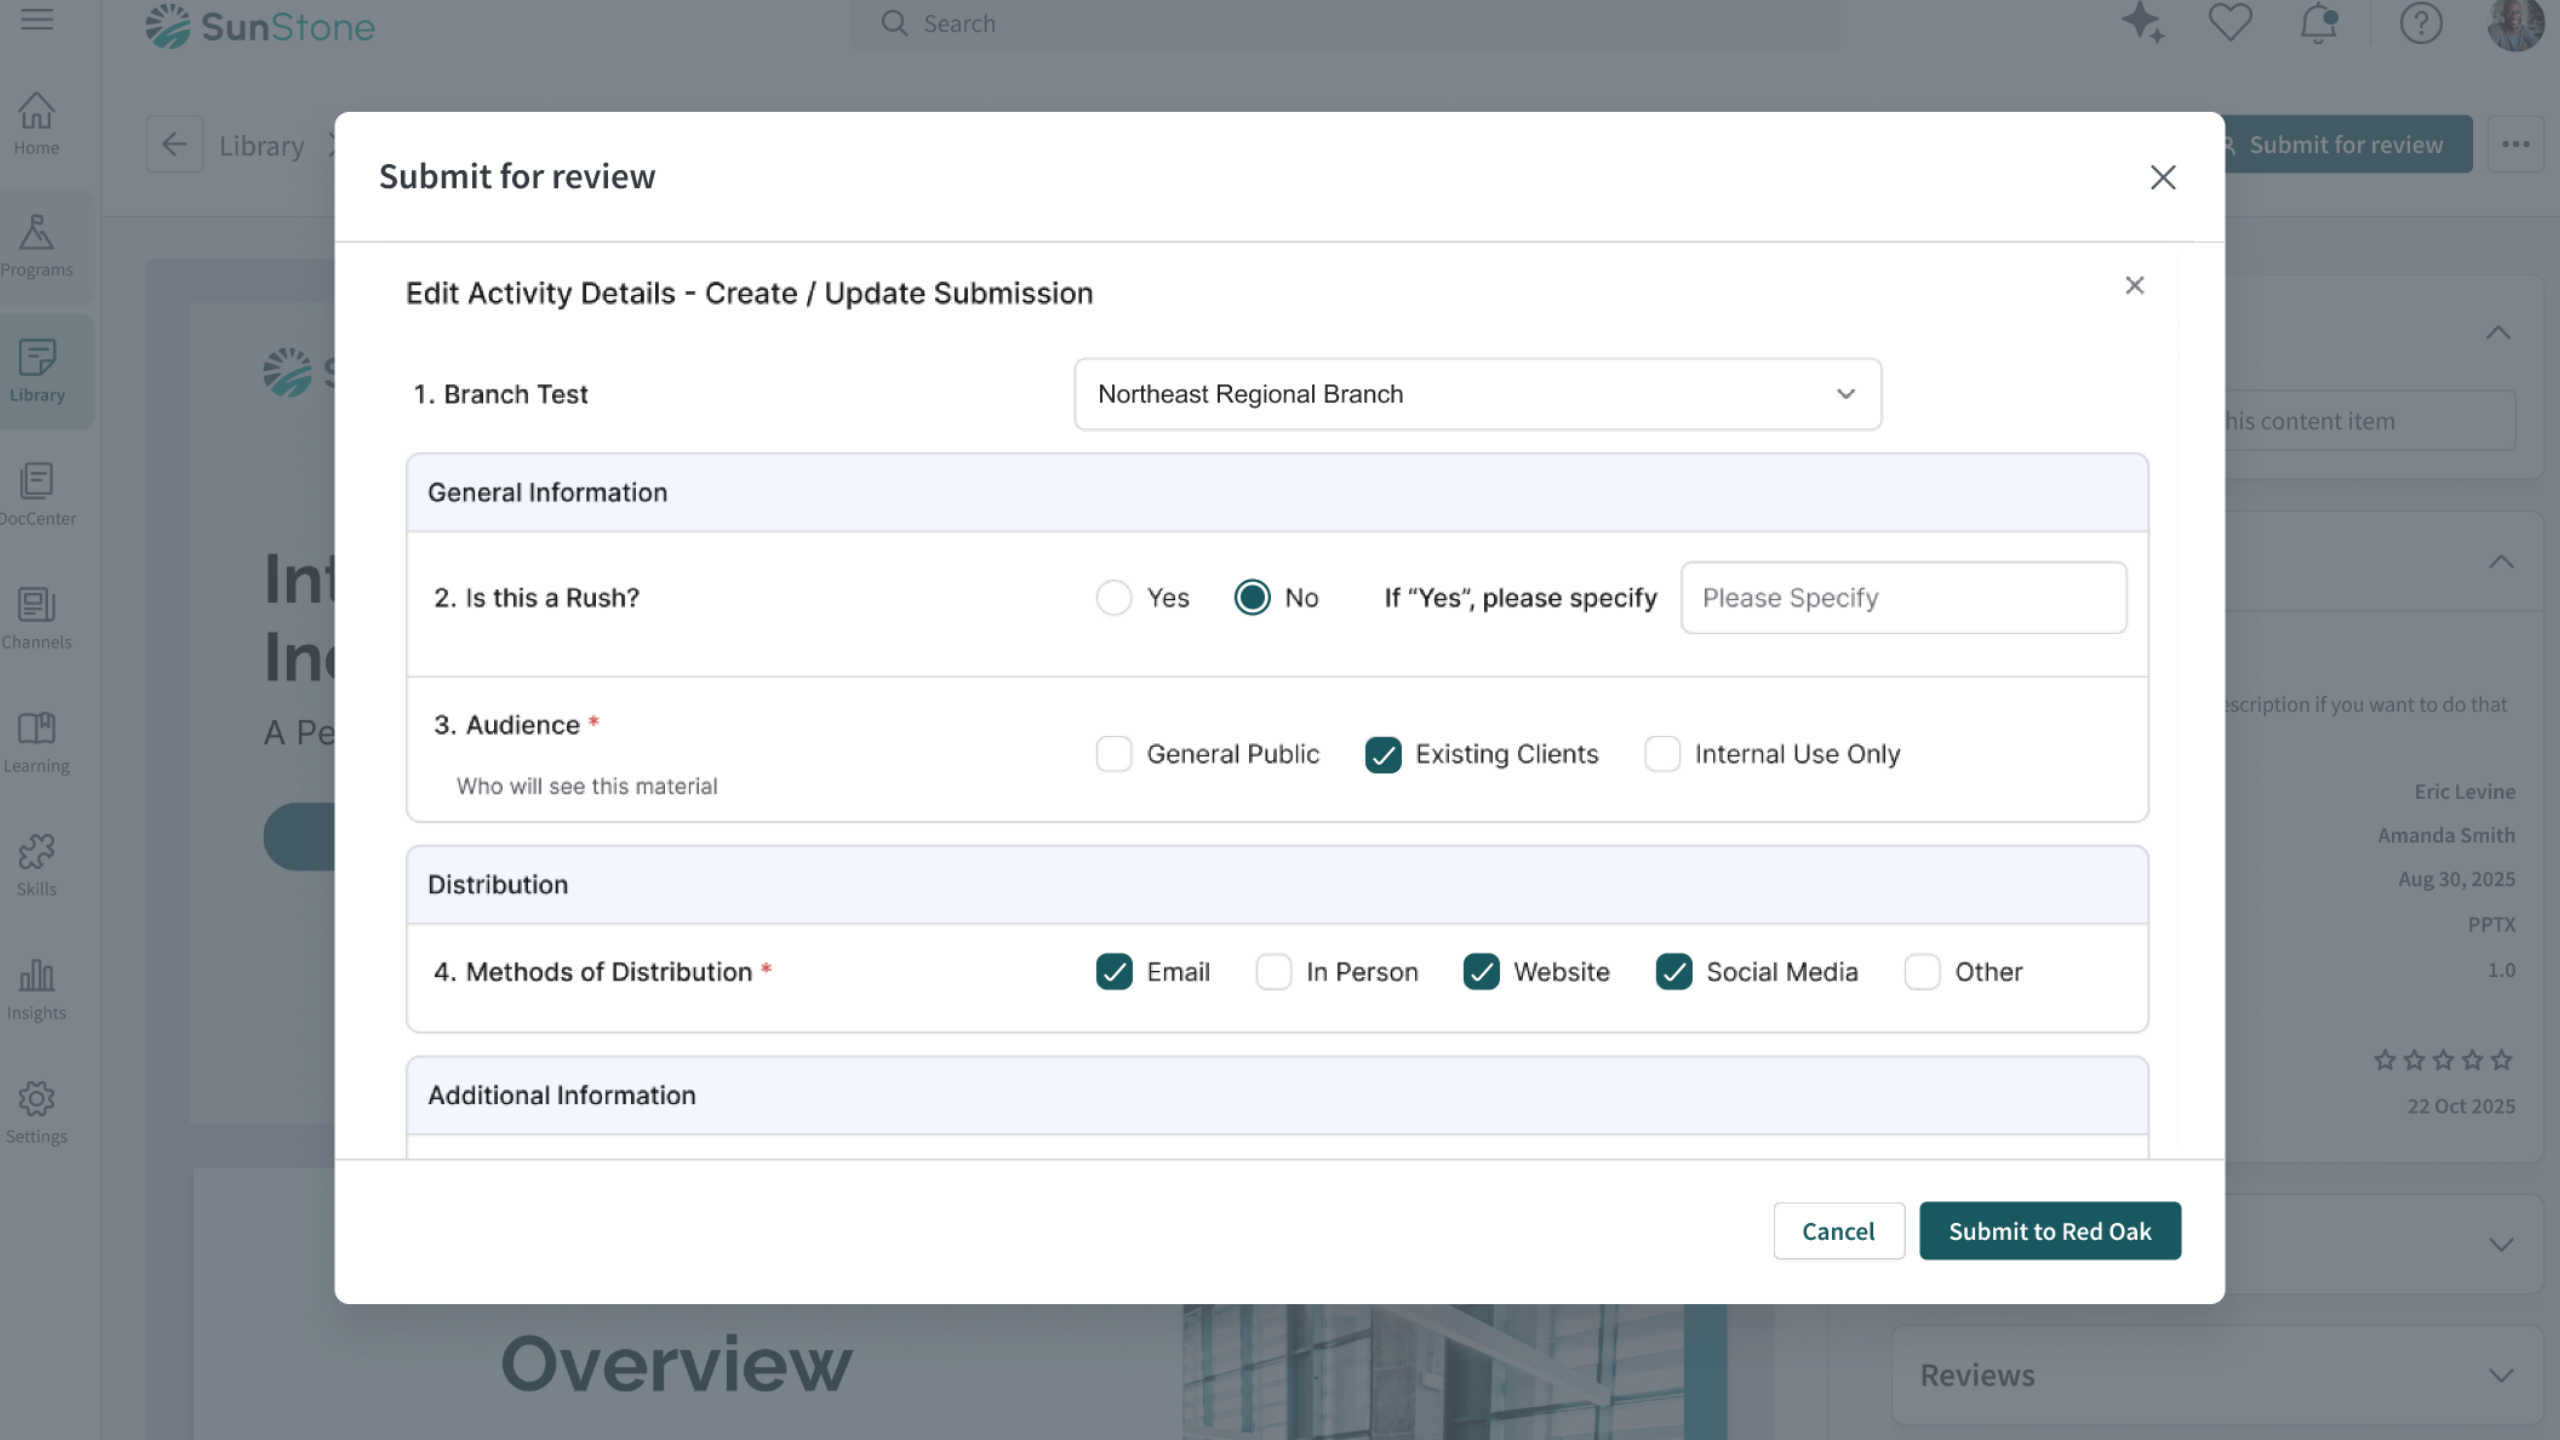 SunStone
Search
Home
Programs
Library
DocCenter
Channels
Learning
Skills
Insights
Settings
Library
Submit for review
Submit for review
Edit Activity Details - Create / Update Submission
1. Branch Test
Northeast Regional Branch
General Information
2. Is this a Rush?
Yes
No
If “Yes”, please specify
Please Specify
3. Audience *
Who will see this material
General Public
Existing Clients
Internal Use Only
Distribution
4. Methods of Distribution *
Email
In Person
Website
Social Media
Other
Additional Information
Cancel
Submit to Red Oak
A
Overview
content item
if you want to do that
Eric Levine
Amanda Smith
Aug 30, 2025
PPTX
1.0
22 Oct 2025
Reviews